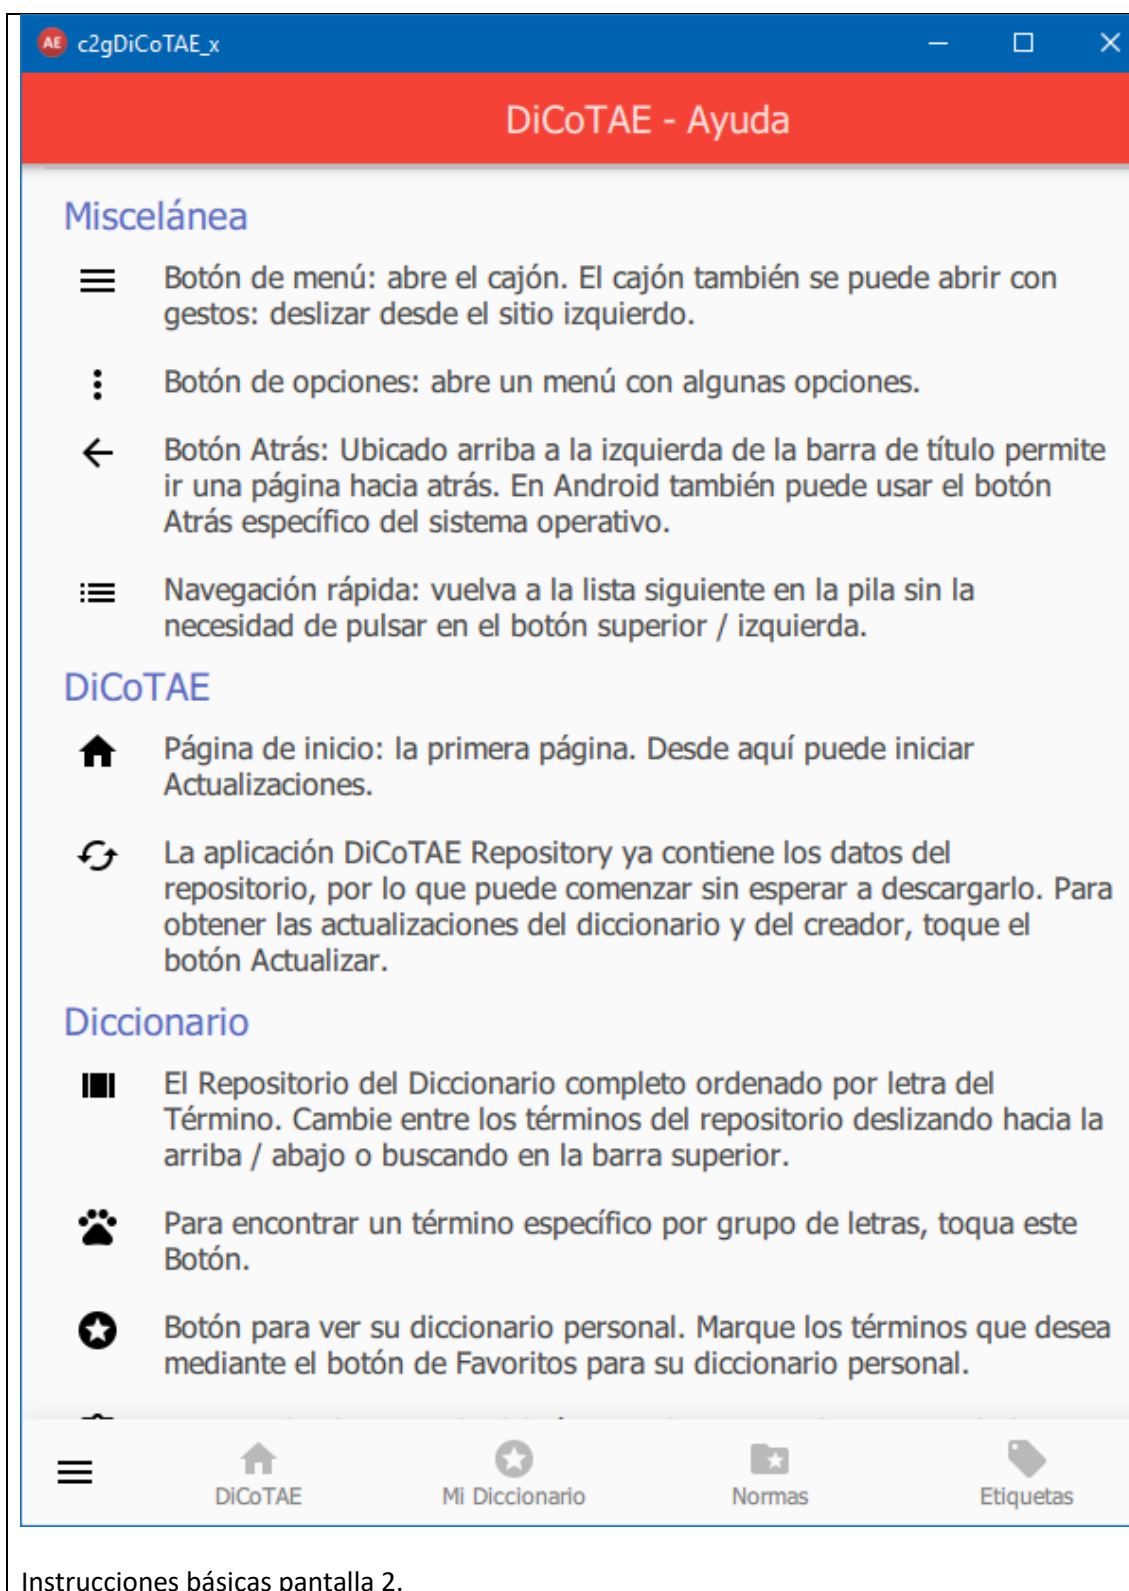 AE c2gDiCoTAE_x
DiCoTAE - Ayuda
Miscelánea
Botón de menú: abre el cajón. El cajón también se puede abrir con
gestos: deslizar desde el sitio izquierdo.
Botón de opciones: abre un menú con algunas opciones.
Botón Atrás: Ubicado arriba a la izquierda de la barra de título permite
ir una página hacia atrás. En Android también puede usar el botón
Atrás específico del sistema operativo.
Navegación rápida: vuelva a la lista siguiente en la pila sin la
necesidad de pulsar en el botón superior / izquierda.
DiCoTAE
Página de inicio: la primera página. Desde aquí puede iniciar
Actualizaciones.
La aplicación DiCoTAE Repository ya contiene los datos del
repositorio, por lo que puede comenzar sin esperar a descargarlo. Para
obtener las actualizaciones del diccionario y del creador, toque el
botón Actualizar.
Diccionario
El Repositorio del Diccionario completo ordenado por letra del
Término. Cambie entre los términos del repositorio deslizando hacia la
arriba / abajo o buscando en la barra superior.
Para encontrar un término específico por grupo de letras, toqua este
Botón.
Botón para ver su diccionario personal. Marque los términos que desea
mediante el botón de Favoritos para su diccionario personal.
DiCoTAE
Mi Diccionario
Normas
Etiquetas
Instrucciones básicas pantalla 2.